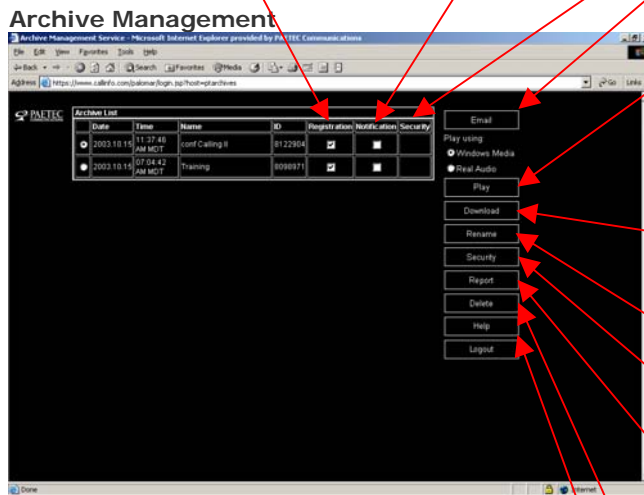 Archive Management
Archive Management Service - Microsoft Internet Explorer provided by PAETEC Communications
File Edit View Favorites Tools Help
Back Search Favorites Media
Address https://www.callinfo.com/palomar/login.jsp?host=ptarchives Go Links
PAETEC
Archive List
Date Time Name ID Registration Notification Security
2003.10.15 11:37:46 AM MDT conf Calling II 8122904
2003.10.15 07:04:42 AM MDT Training 8098971
Email
Play using:
Windows Media
Real Audio
Play
Download
Rename
Security
Report
Delete
Help
Logout
Done Internet